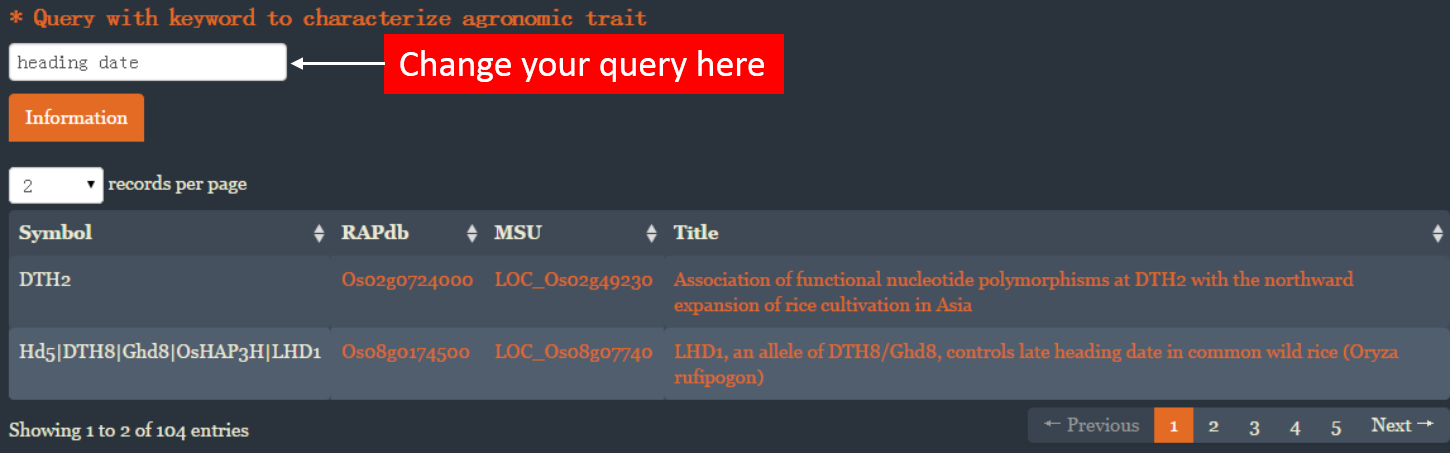 * Query with keyword to characterize agronomic trait
heading date
Change your query here
Information
2 records per page
Symbol RAPdb MSU Title
DTH2 Os02g0724000 LOC_Os02g49230 Association of functional nucleotide polymorphisms at DTH2 with the northward
expansion of rice cultivation in Asia
Hd5|DTH8|Ghd8|OsHAP3H|LHD1 Os08g0174500 LOC_Os08g07740 LHD1, an allele of DTH8/Ghd8, controls late heading date in common wild rice (Oryza
rufipogon)
Showing 1 to 2 of 104 entries
← Previous 1 2 3 4 5 Next →